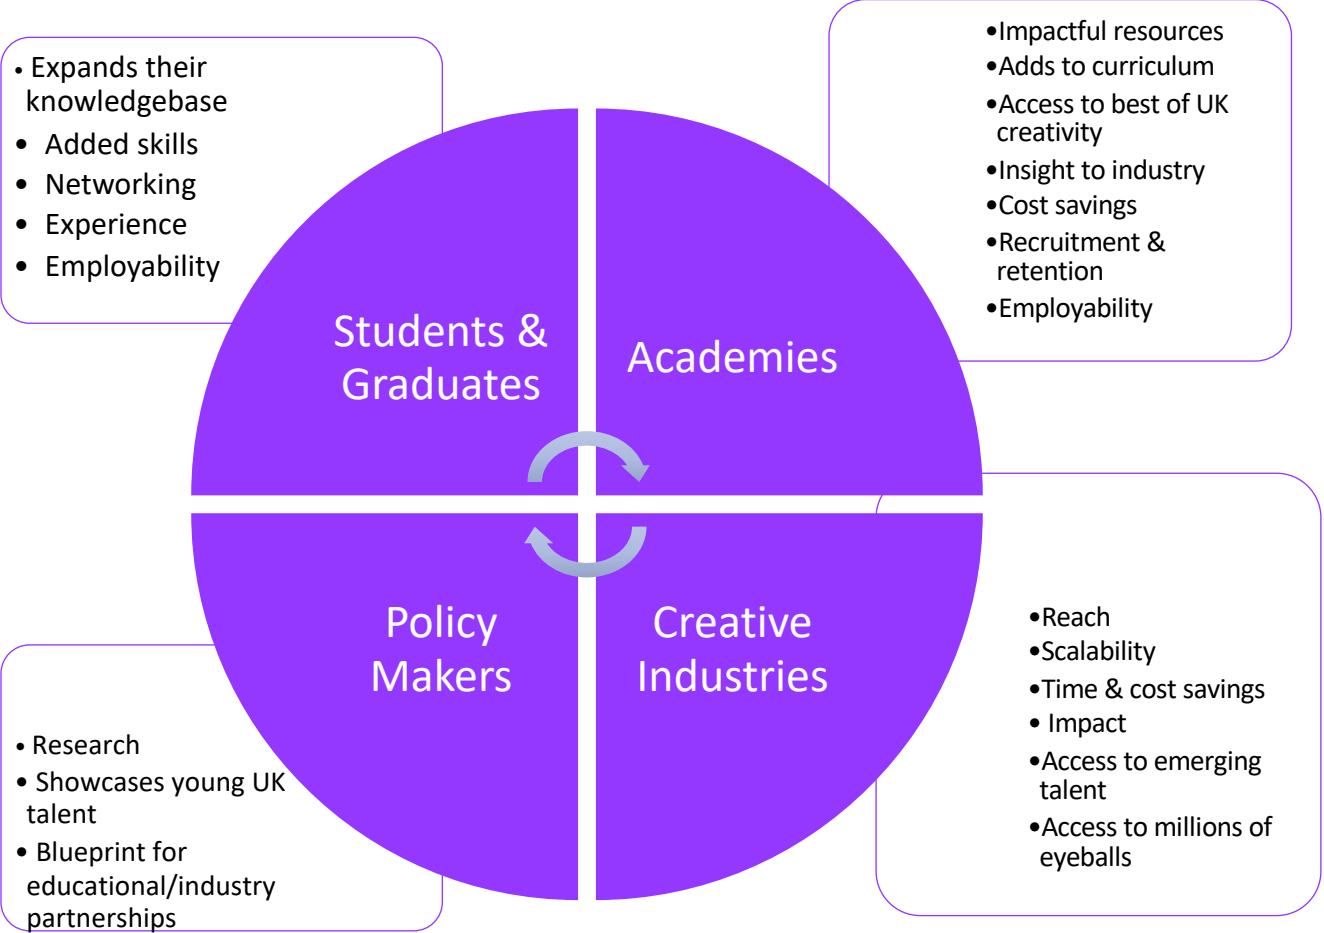 • Expands their
knowledgebase
• Added skills
• Networking
• Experience
• Employability
•Impactful resources
•Adds to curriculum
•Access to best of UK
creativity
•Insight to industry
•Cost savings
•Recruitment &
retention
•Employability
Students &
Graduates
Academies
Policy
Makers
Creative
Industries
• Research
• Showcases young UK
talent
• Blueprint for
educational/industry
partnerships
•Reach
•Scalability
•Time & cost savings
• Impact
•Access to emerging
talent
•Access to millions of
eyeballs